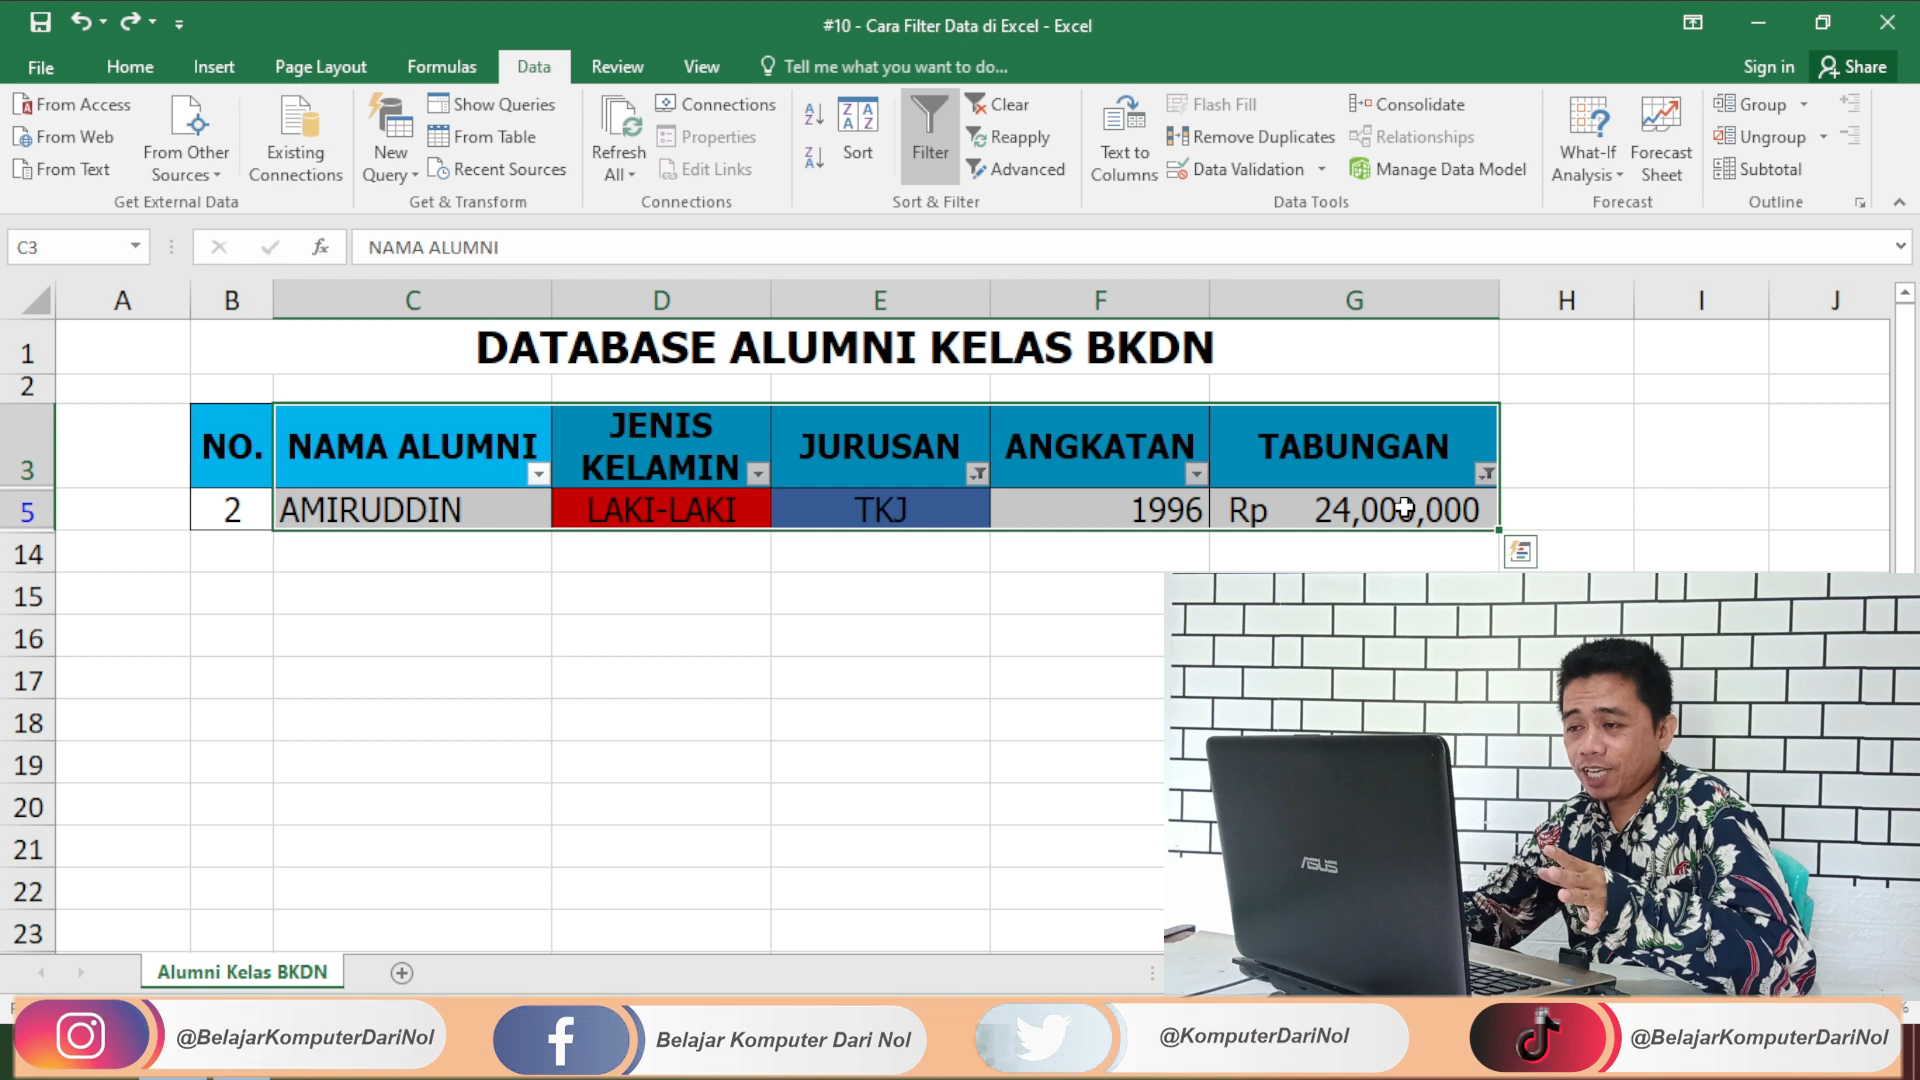 #10 - Cara Filter Data di Excel - Excel
File Home Insert Page Layout Formulas Data Review View Tell me what you want to do... Sign in Share
From Access
From Web
From Text
From Other Sources
Existing Connections
Get External Data
New Query
Show Queries
From Table
Recent Sources
Get & Transform
Refresh All
Connections
Properties
Edit Links
Connections
Sort
Filter
Clear
Reapply
Advanced
Sort & Filter
Text to Columns
Flash Fill
Remove Duplicates
Data Validation
Consolidate
Relationships
Manage Data Model
Data Tools
What-If Analysis
Forecast Sheet
Forecast
Group
Ungroup
Subtotal
Outline
C3 fx NAMA ALUMNI
A B C D E F G H I J
1 DATABASE ALUMNI KELAS BKDN
2
3 NO. NAMA ALUMNI JENIS KELAMIN JURUSAN ANGKATAN TABUNGAN
5 2 AMIRUDDIN LAKI-LAKI TKJ 1996 Rp 24,000,000
14
15
16
17
18
19
20
21
22
23
ASUS
Alumni Kelas BKDN
@BelajarKomputerDariNol Belajar Komputer Dari Nol @KomputerDariNol @BelajarKomputerDariNol